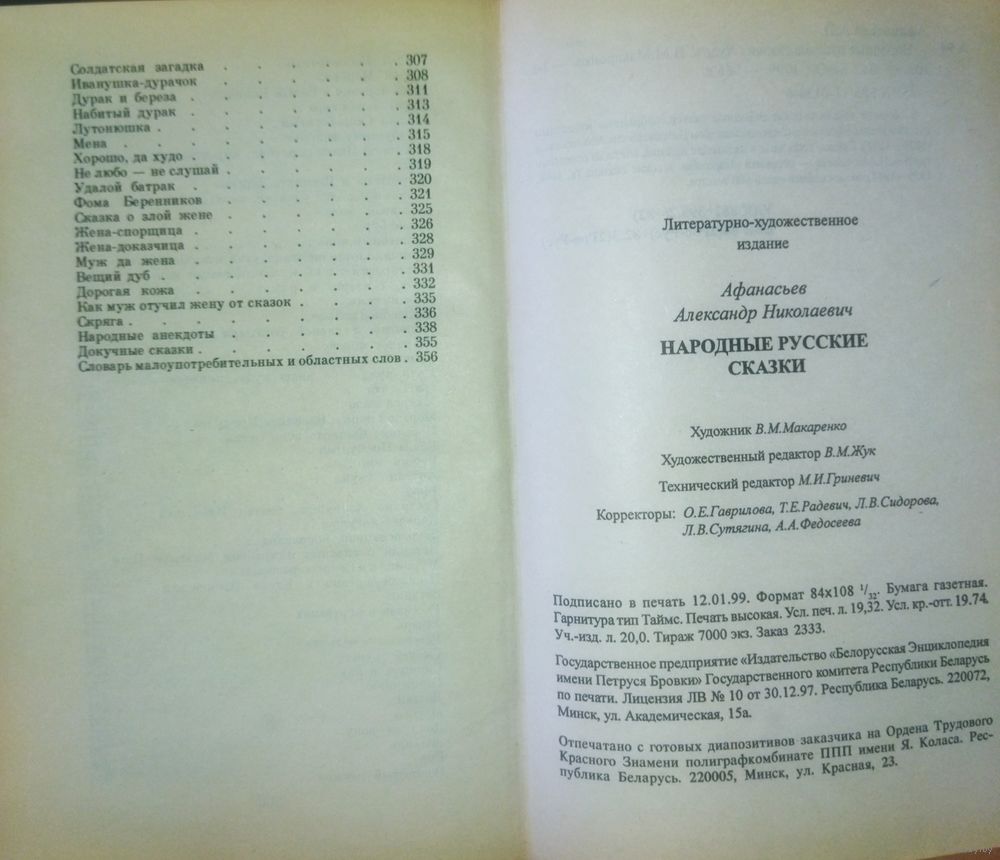 Солдатская загадка . . . . . . 307
Иванушка-дурачок . . . . . . 308
Дурак и береза . . . . . . . 311
Набитый дурак . . . . . . . 313
Лутонюшка . . . . . . . 314
Мена . . . . . . . . 315
Хорошо, да худо . . . . . . . 318
Не любо — не слушай . . . . . . 319
Удалой батрак . . . . . . . 320
Фома Беренников . . . . . . 321
Сказка о злой жене . . . . . . 325
Жена-спорщица . . . . . . . 326
Жена-доказчица . . . . . . . 328
Муж да жена . . . . . . . 329
Вещий дуб . . . . . . . . 331
Дорогая кожа . . . . . . . 332
Как муж отучил жену от сказок . . . . 335
Скряга . . . . . . . . 336
Народные анекдоты . . . . . . 338
Докучные сказки . . . . . . . 355
Словарь малоупотребительных и областных слов . 356
Литературно-художественное
издание
Афанасьев
Александр Николаевич
НАРОДНЫЕ РУССКИЕ
СКАЗКИ
Художник В.М.Макаренко
Художественный редактор В.М.Жук
Технический редактор М.И.Гриневич
Корректоры: О.Е.Гаврилова, Т.Е.Радевич, Л.В.Сидорова,
Л.В.Сутягина, А.А.Федосеева
Подписано в печать 12.01.99. Формат 84х108 1/32. Бумага газетная.
Гарнитура тип Таймс. Печать высокая. Усл. печ. л. 19,32. Усл. кр.-отт. 19.74.
Уч.-изд. л. 20,0. Тираж 7000 экз. Заказ 2333.
Государственное предприятие «Издательство «Белорусская Энциклопедия
имени Петруся Бровки» Государственного комитета Республики Беларусь
по печати. Лицензия ЛВ № 10 от 30.12.97. Республика Беларусь. 220072,
Минск, ул. Академическая, 15а.
Отпечатано с готовых диапозитивов заказчика на Ордена Трудового
Красного Знамени полиграфкомбинате ППП имени Я. Коласа. Рес-
публика Беларусь. 220005, Минск, ул. Красная, 23.